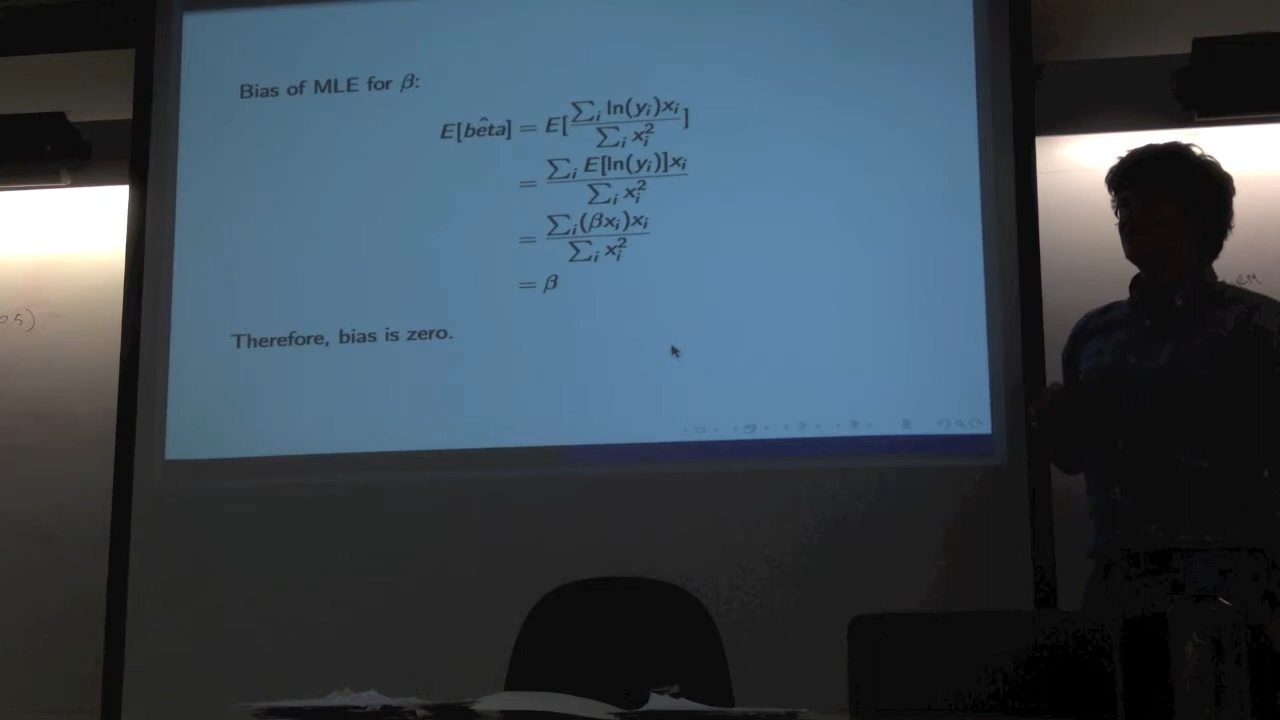 Bias of MLE for β:
E[bêta] = E[∑ᵢ ln(yᵢ)xᵢ / ∑ᵢ xᵢ²]
= ∑ᵢ E[ln(yᵢ)]xᵢ / ∑ᵢ xᵢ²
= ∑ᵢ(βxᵢ)xᵢ / ∑ᵢ xᵢ²
= β
Therefore, bias is zero.